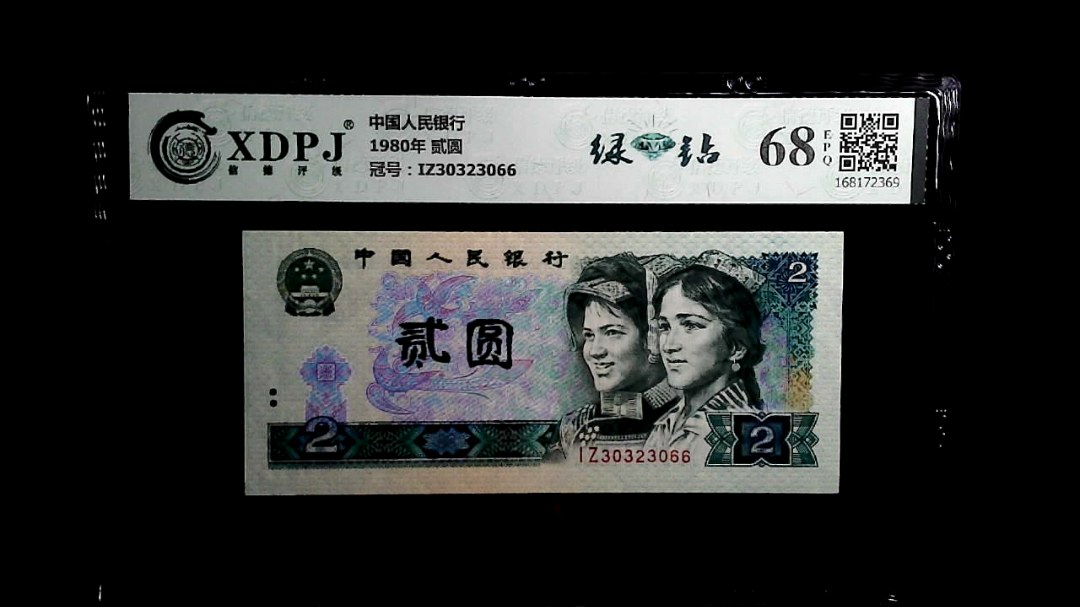 XDPJ®
信德评级
中国人民银行
1980年 贰圆
冠号：IZ30323066
绿钻
68
EPQ
168172369
中国人民银行
2
贰圆
2
IZ30323066
2